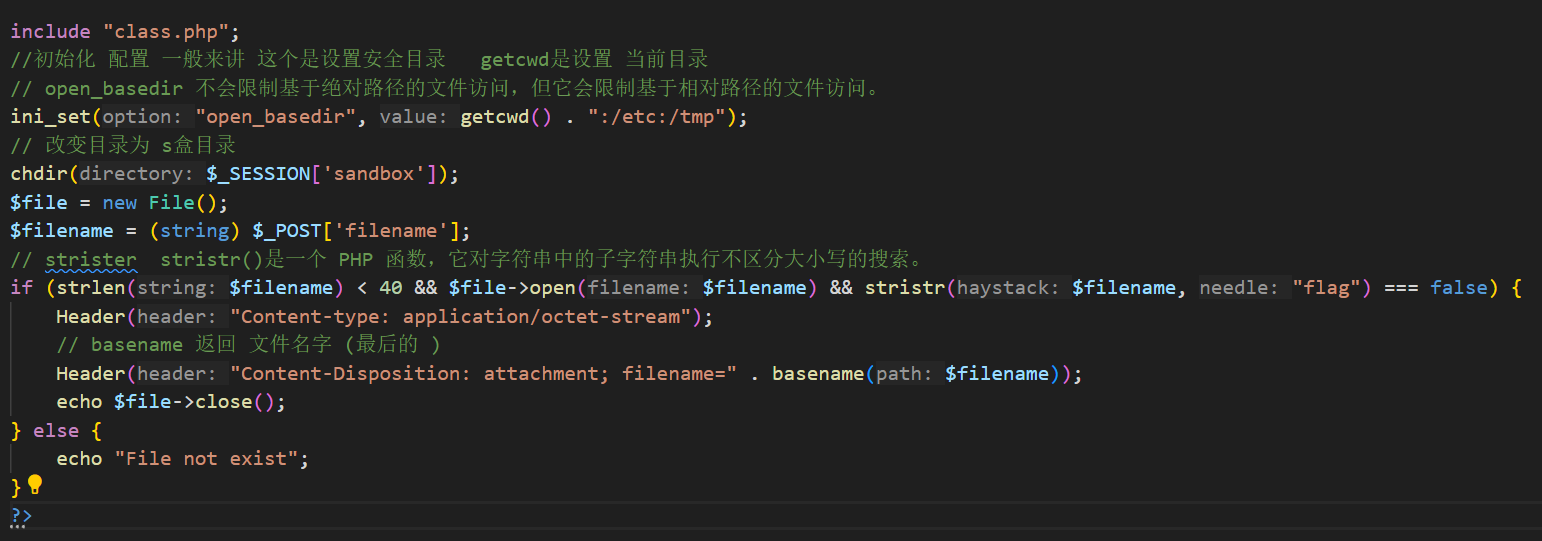 include "class.php";
//初始化 配置 一般来讲 这个是设置安全目录   getcwd是设置 当前目录
// open_basedir 不会限制基于绝对路径的文件访问，但它会限制基于相对路径的文件访问。
ini_set(option: "open_basedir", value: getcwd() . ":/etc:/tmp");
// 改变目录为 s盒目录
chdir(directory: $_SESSION['sandbox']);
$file = new File();
$filename = (string) $_POST['filename'];
// strister  stristr()是一个 PHP 函数，它对字符串中的子字符串执行不区分大小写的搜索。
if (strlen(string: $filename) < 40 && $file->open(filename: $filename) && stristr(haystack: $filename, needle: "flag") === false) {
    Header(header: "Content-type: application/octet-stream");
    // basename 返回 文件名字 (最后的 )
    Header(header: "Content-Disposition: attachment; filename=" . basename(path: $filename));
    echo $file->close();
} else {
    echo "File not exist";
}
?>